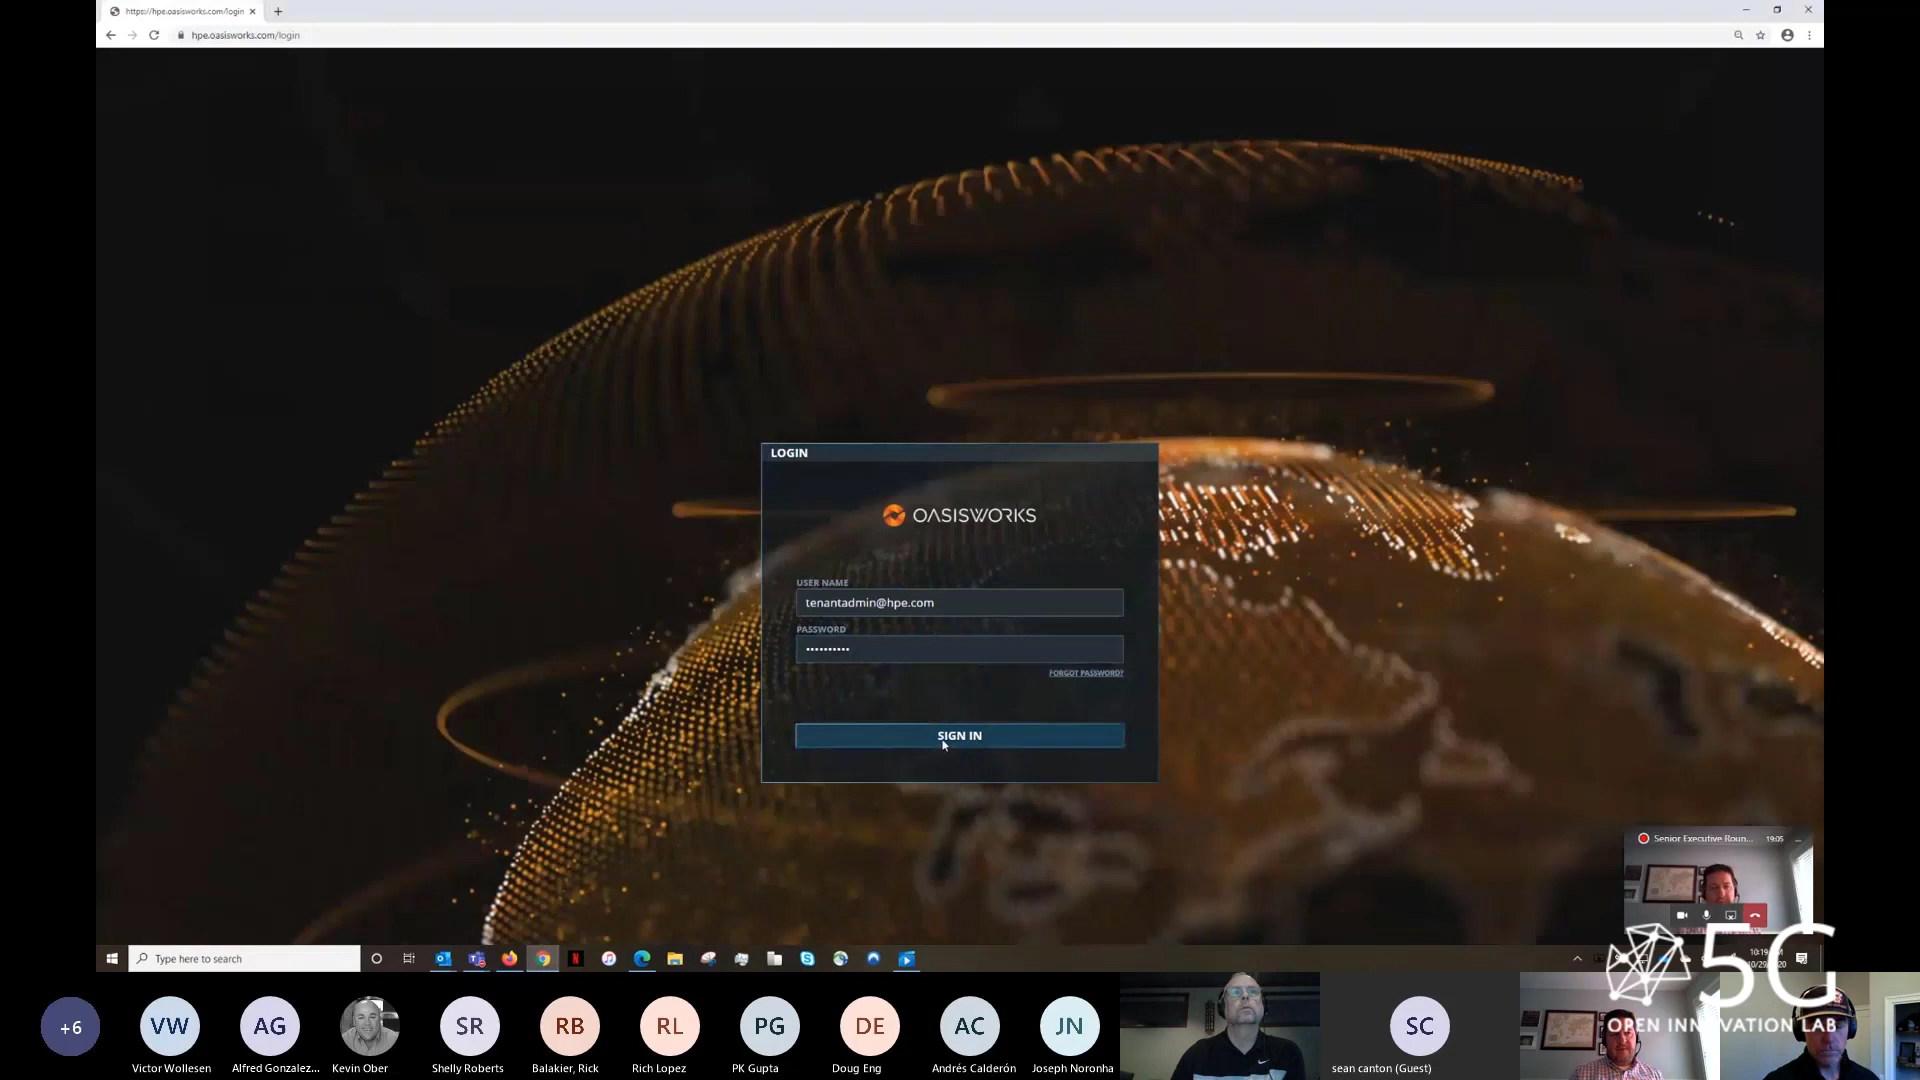 https://hpe.oasisworks.com/login
hpe.oasisworks.com/login
LOGIN
OASISWORKS
USER NAME
tenantadmin@hpe.com
PASSWORD
••••••••••
FORGOT PASSWORD?
SIGN IN
Senior Executive Roun... 19:05
Type here to search
5G
OPEN INNOVATION LAB
+6
VW
AG
SR
RB
RL
PG
DE
AC
JN
SC
Victor Wollesen
Alfred Gonzalez...
Kevin Ober
Shelly Roberts
Balakier, Rick
Rich Lopez
PK Gupta
Doug Eng
Andrés Calderón
Joseph Noronha
sean canton (Guest)